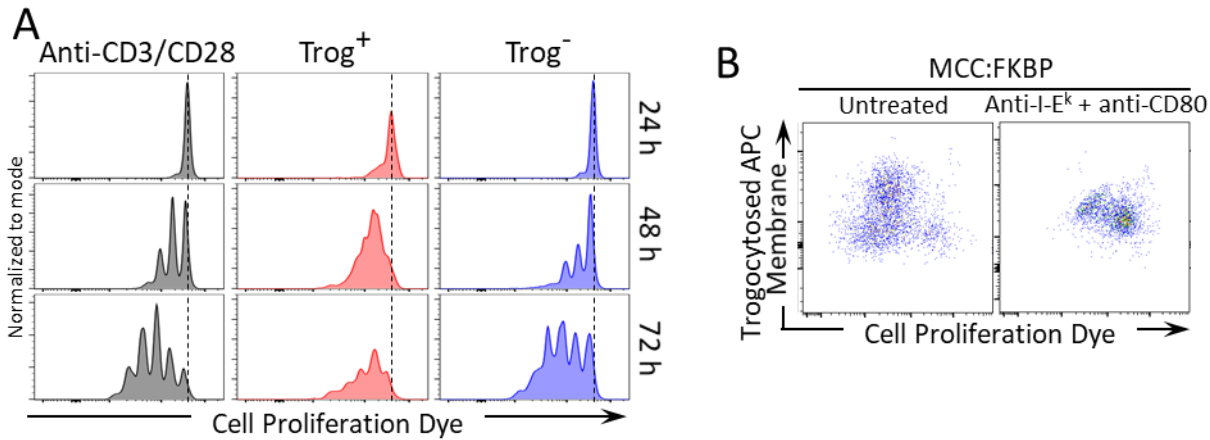 A
Anti-CD3/CD28
Trog+
Trog-
24 h
48 h
72 h
Normalized to mode
Cell Proliferation Dye
B
MCC:FKBP
Untreated
Anti-I-Eᵏ + anti-CD80
Trogocytosed APC
Membrane
Cell Proliferation Dye